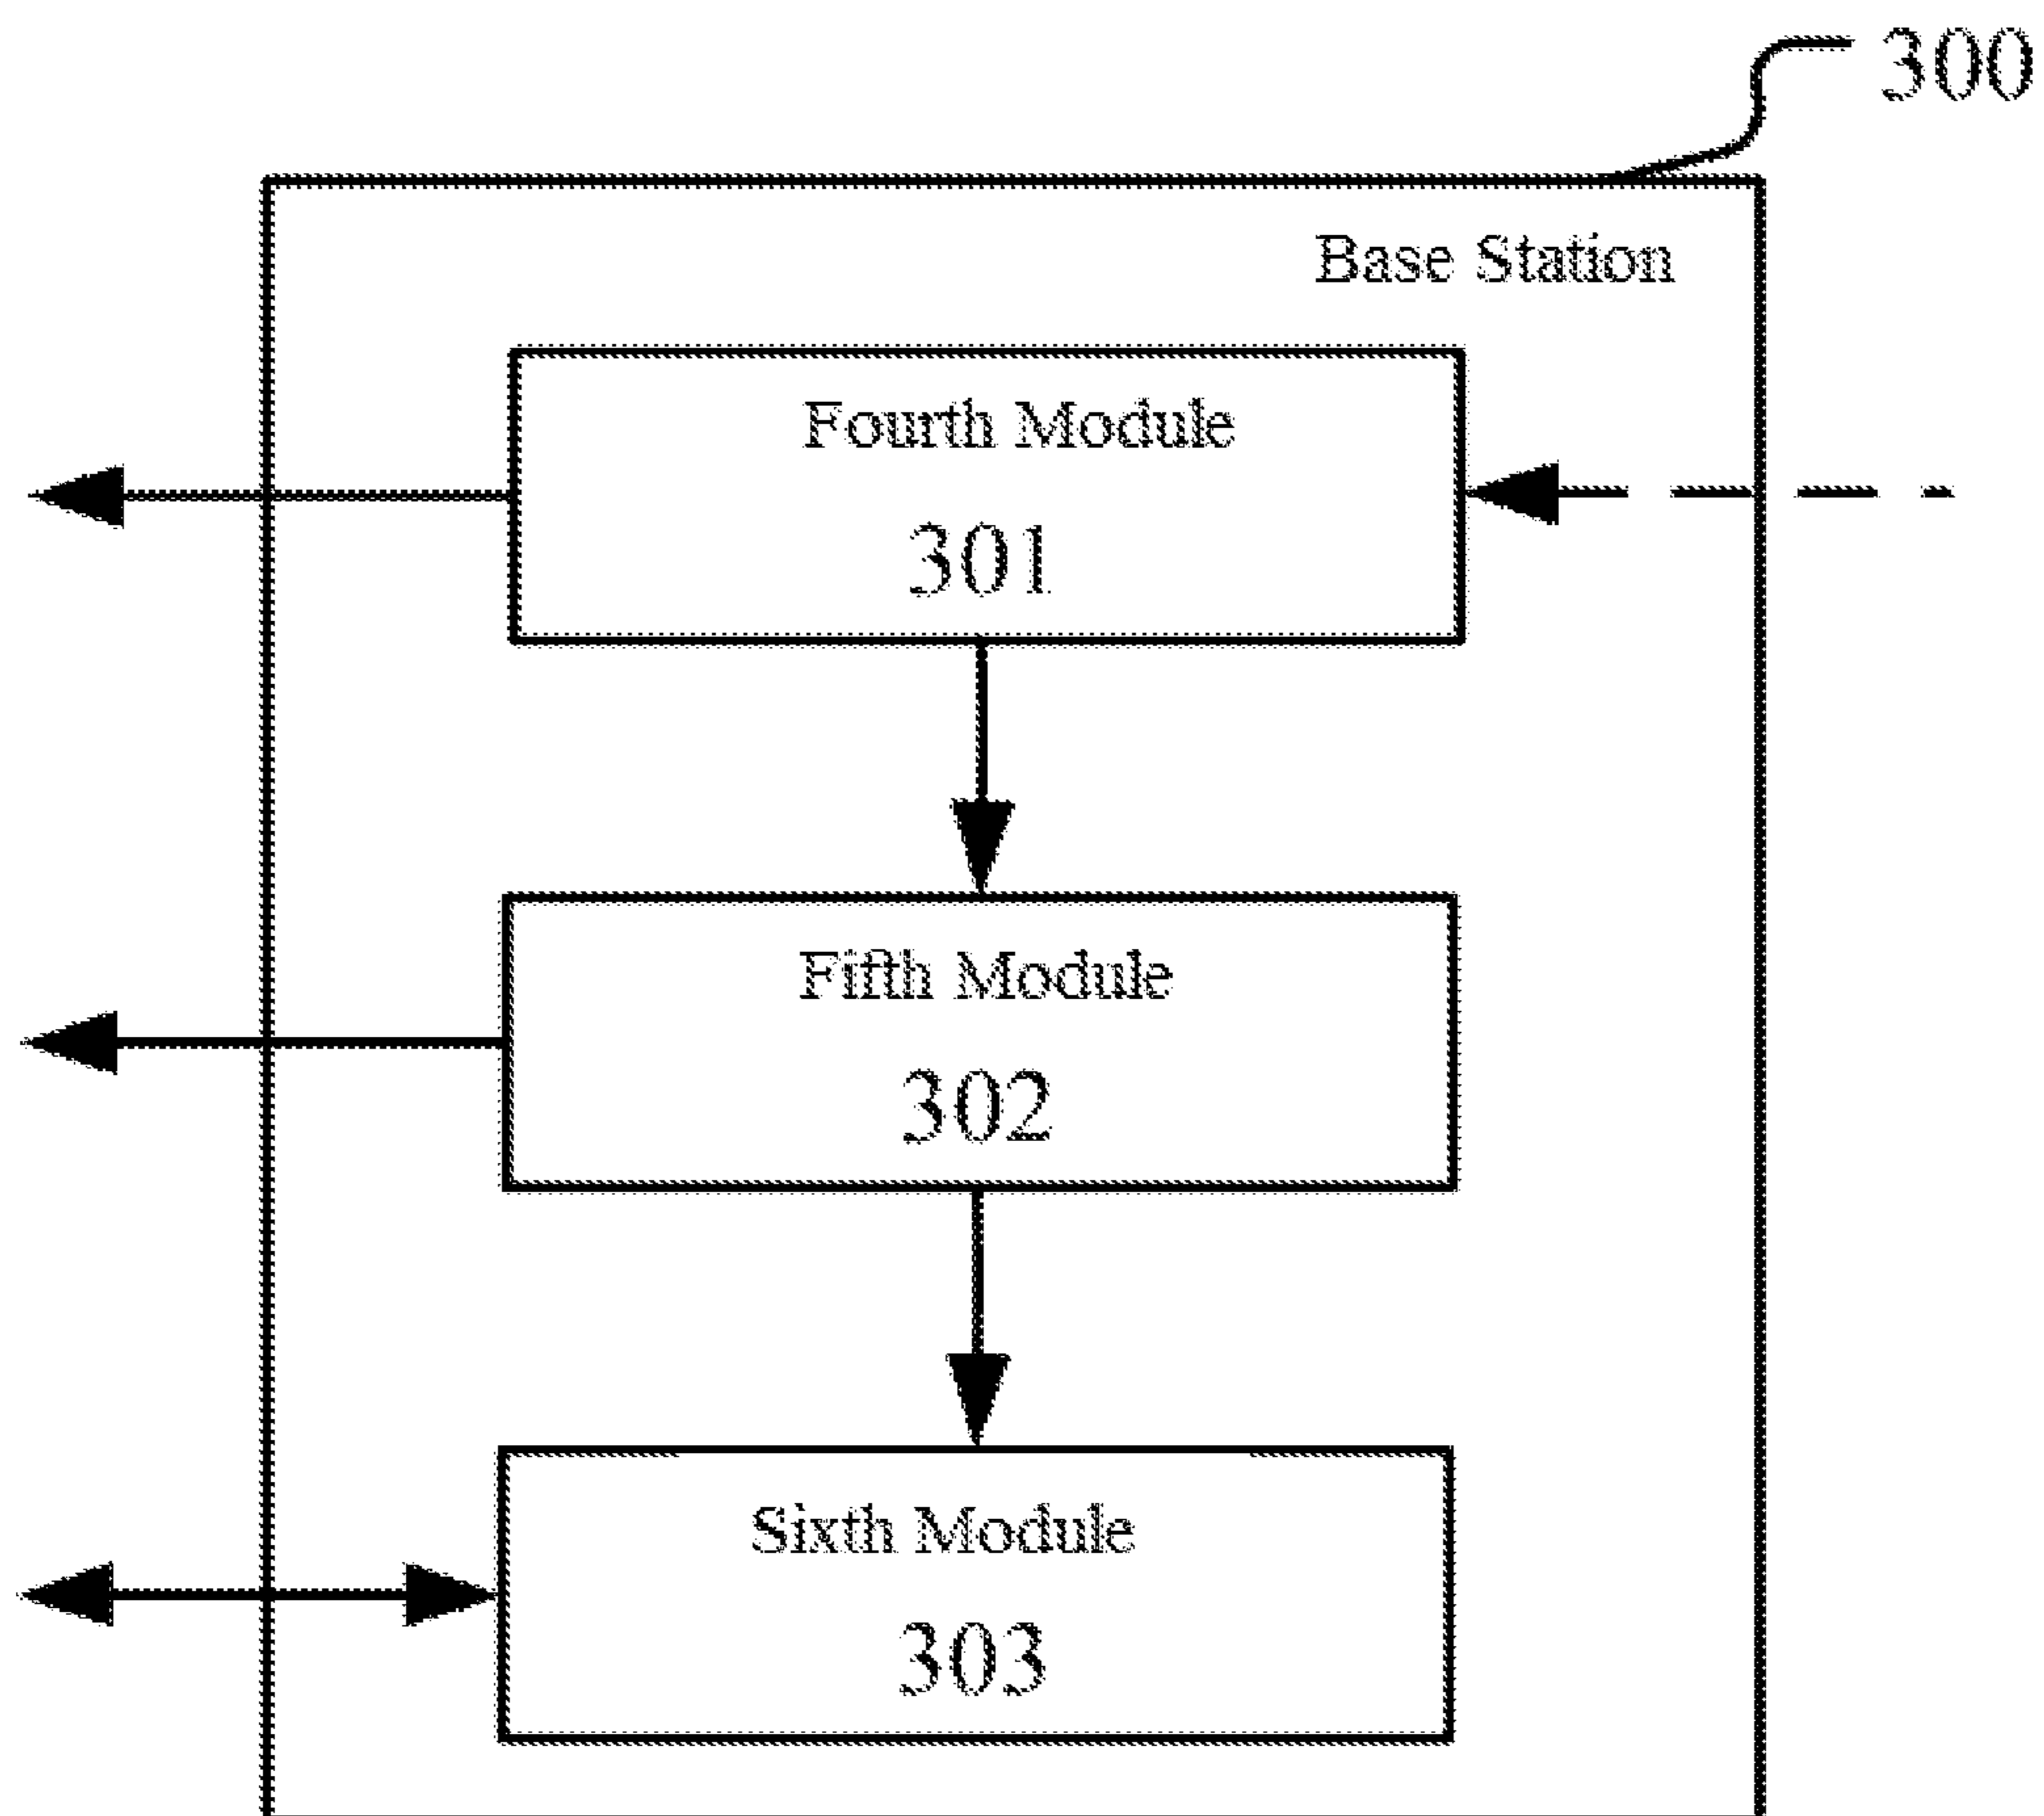 300
Base Station
Fourth Module
301
Fifth Module
302
Sixth Module
303